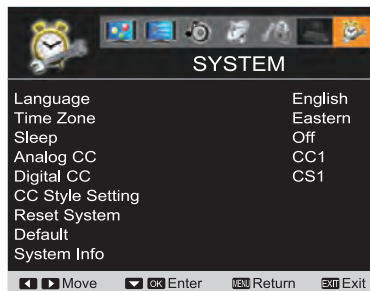 SYSTEM
Language English
Time Zone Eastern
Sleep Off
Analog CC CC1
Digital CC CS1
CC Style Setting
Reset System
Default
System Info
Move OK Enter MENU Return EXIT Exit